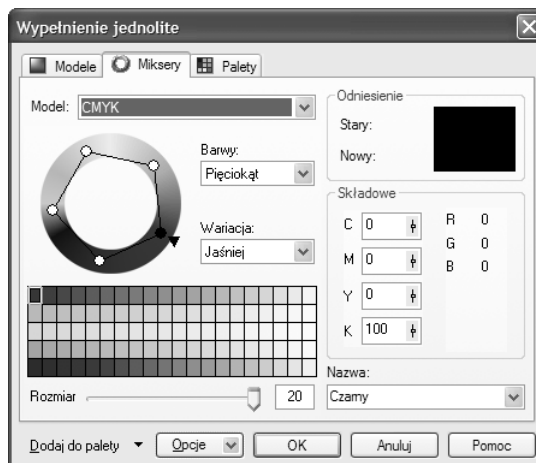 Wypełnienie jednolite
Modele Miksery Palety
Model: CMYK
Odniesienie
Stary:
Nowy:
Barwy:
Pięciokąt
Wariacja:
Jaśniej
Składowe
C 0 R 0
M 0 G 0
Y 0 B 0
K 100
Rozmiar 20
Nazwa:
Czarny
Dodaj do palety Opcje OK Anuluj Pomoc